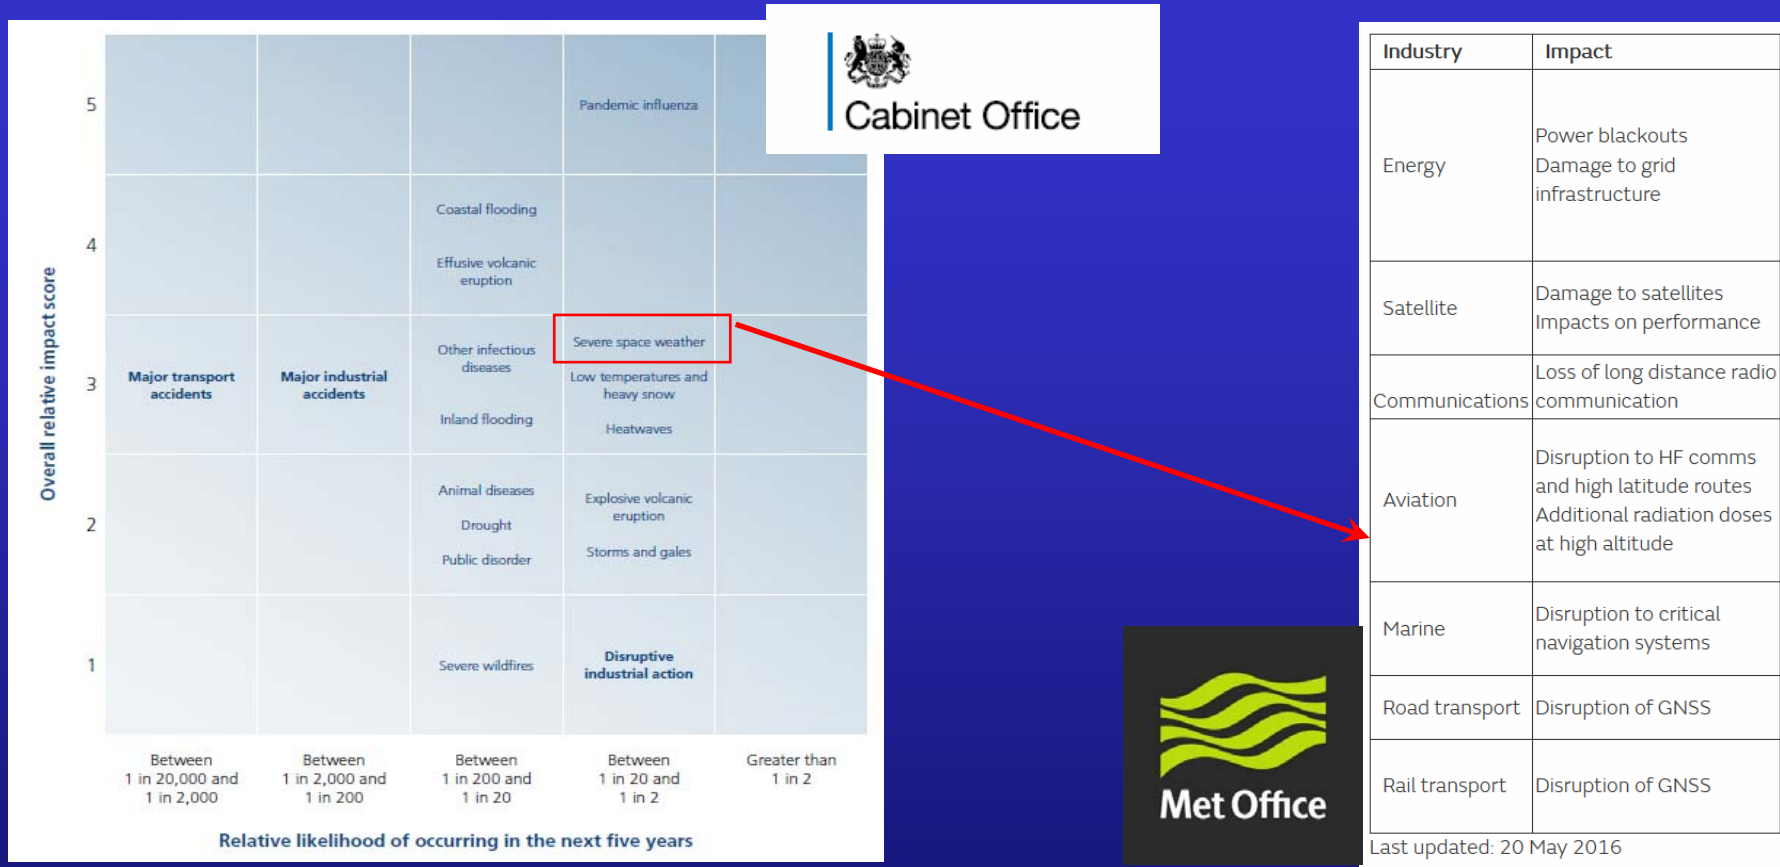 Cabinet Office
Overall relative impact score
5
Pandemic influenza
4
Coastal flooding
Effusive volcanic
eruption
3
Major transport
accidents
Major industrial
accidents
Other infectious
diseases
Inland flooding
Severe space weather
Low temperatures and
heavy snow
Heatwaves
2
Animal diseases
Drought
Public disorder
Explosive volcanic
eruption
Storms and gales
1
Severe wildfires
Disruptive
industrial action
Between
1 in 20,000 and
1 in 2,000
Between
1 in 2,000 and
1 in 200
Between
1 in 200 and
1 in 20
Between
1 in 20 and
1 in 2
Greater than
1 in 2
Relative likelihood of occurring in the next five years
Met Office
Industry Impact
Energy
Power blackouts
Damage to grid
infrastructure
Satellite
Damage to satellites
Impacts on performance
Communications
Loss of long distance radio
communication
Aviation
Disruption to HF comms
and high latitude routes
Additional radiation doses
at high altitude
Marine
Disruption to critical
navigation systems
Road transport Disruption of GNSS
Rail transport Disruption of GNSS
Last updated: 20 May 2016